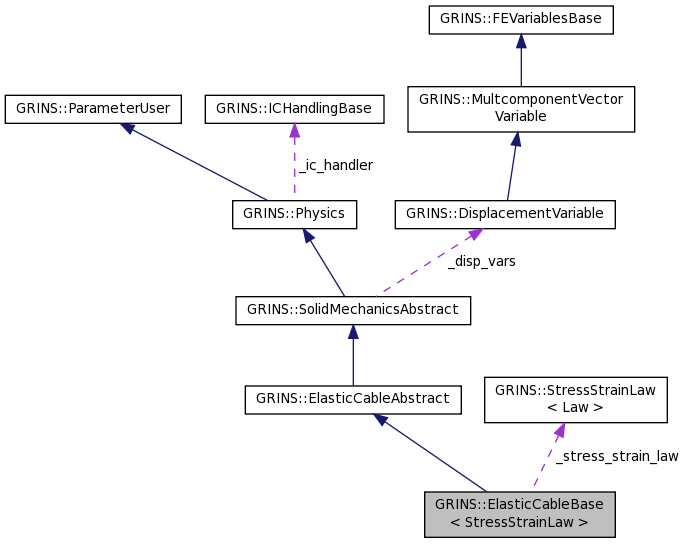 GRINS::FEVariablesBase
GRINS::ParameterUser
GRINS::ICHandlingBase
GRINS::MultcomponentVector
Variable
_ic_handler
GRINS::Physics
GRINS::DisplacementVariable
_disp_vars
GRINS::SolidMechanicsAbstract
GRINS::ElasticCableAbstract
GRINS::StressStrainLaw
< Law >
_stress_strain_law
GRINS::ElasticCableBase
< StressStrainLaw >